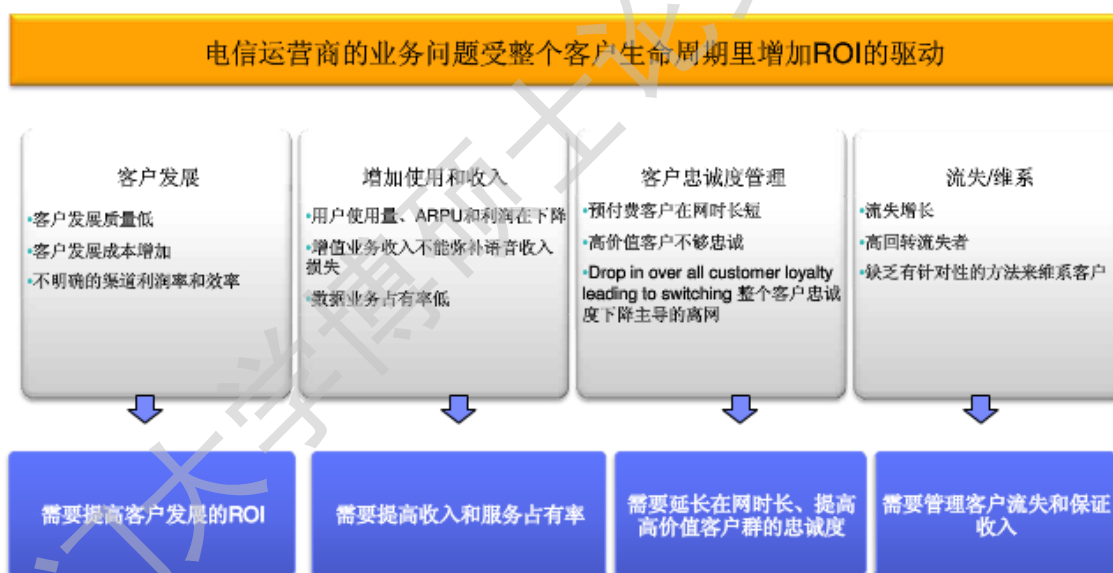 电信运营商的业务问题受整个客户生命周期里增加ROI的驱动
客户发展
•客户发展质量低
•客户发展成本增加
•不明确的渠道利润率和效率
增加使用和收入
•用户使用量、ARPU和利润在下降
•增值业务收入不能弥补语音收入
损失
•数据业务占有率低
客户忠诚度管理
•预付费客户在网时长短
•高价值客户不够忠诚
•Drop in over all customer loyalty
leading to switching 整个客户忠诚
度下降主导的离网
流失/维系
•流失增长
•高回转流失者
•缺乏有针对性的方法来维系客户
需要提高客户发展的ROI
需要提高收入和服务占有率
需要延长在网时长、提高
高价值客户群的忠诚度
需要管理客户流失和保证
收入
门大学博硕士论